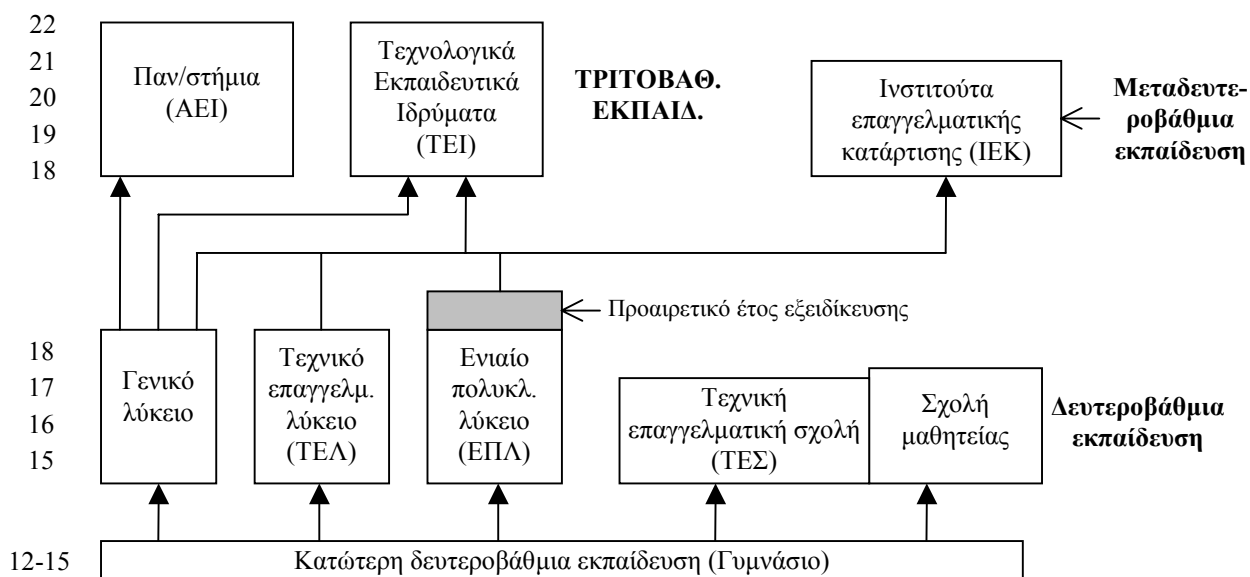 22
21
20
19
18
Παν/στήμια
(ΑΕΙ)
Τεχνολογικά
Εκπαιδευτικά
Ιδρύματα
(ΤΕΙ)
ΤΡΙΤΟΒΑΘ.
ΕΚΠΑΙΔ.
Ινστιτούτα
επαγγελματικής
κατάρτισης (ΙΕΚ)
Μεταδευτε-
ροβάθμια
εκπαίδευση
Προαιρετικό έτος εξειδίκευσης
18
17
16
15
Γενικό
λύκειο
Τεχνικό
επαγγελμ.
λύκειο
(ΤΕΛ)
Ενιαίο
πολυκλ.
λύκειο
(ΕΠΛ)
Τεχνική
επαγγελματική σχολή
(ΤΕΣ)
Σχολή
μαθητείας
Δευτεροβάθμια
εκπαίδευση
12-15
Κατώτερη δευτεροβάθμια εκπαίδευση (Γυμνάσιο)